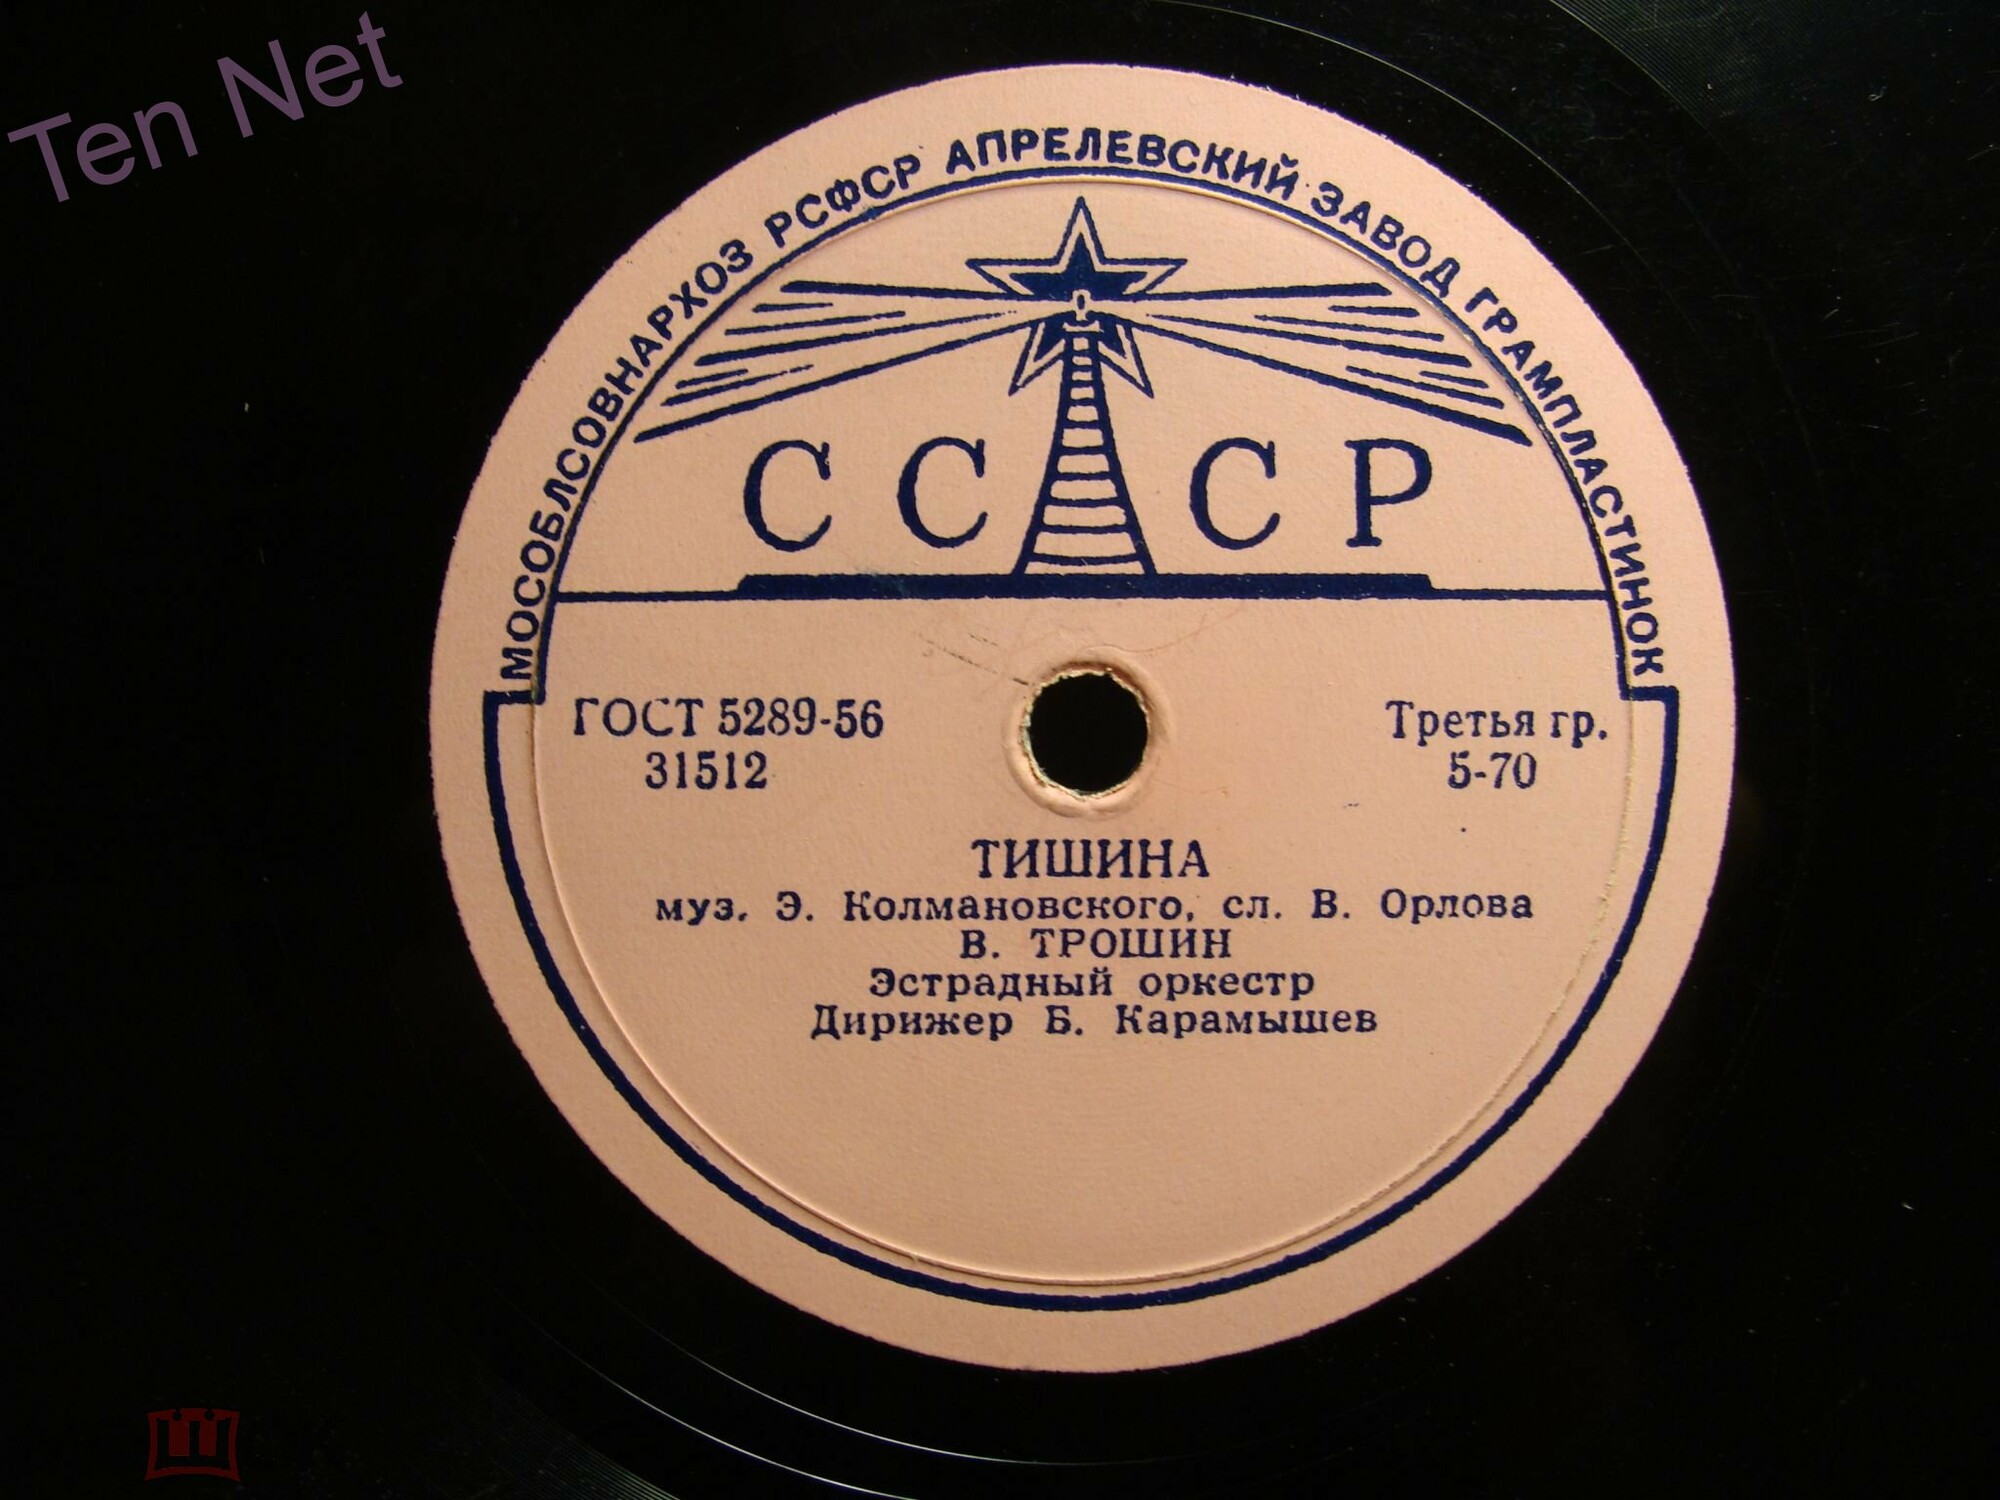 Ten Net
МОСОБЛСОВНАРХОЗ РСФСР АПРЕЛЕВСКИЙ ЗАВОД ГРАМПЛАСТИНОК
СССР
ГОСТ 5289-56
31512
Третья гр.
5-70
ТИШИНА
муз. Э. Колмановского, сл. В. Орлова
В. ТРОШИН
Эстрадный оркестр
Дирижер Б. Карамышев